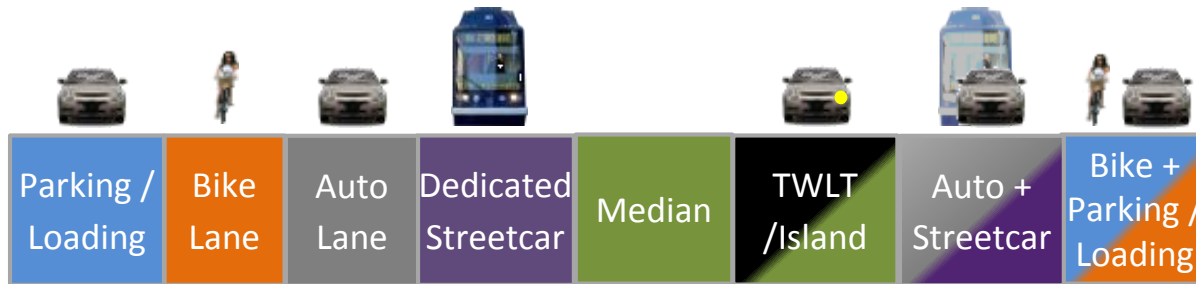 Parking /
Loading
Bike
Lane
Auto
Lane
Dedicated
Streetcar
Median
TWLT
/Island
Auto +
Streetcar
Bike +
Parking /
Loading